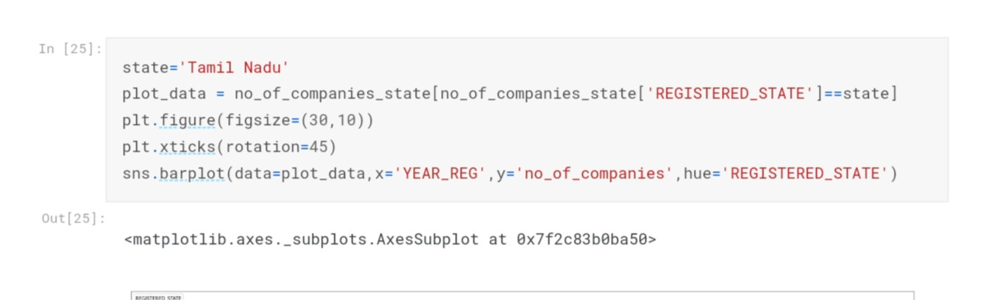 In [25]:
state='Tamil Nadu'
plot_data = no_of_companies_state[no_of_companies_state['REGISTERED_STATE']==state]
plt.figure(figsize=(30,10))
plt.xticks(rotation=45)
sns.barplot(data=plot_data,x='YEAR_REG',y='no_of_companies',hue='REGISTERED_STATE')
Out[25]:
<matplotlib.axes._subplots.AxesSubplot at 0x7f2c83b0ba50>
REGISTERED_STATE